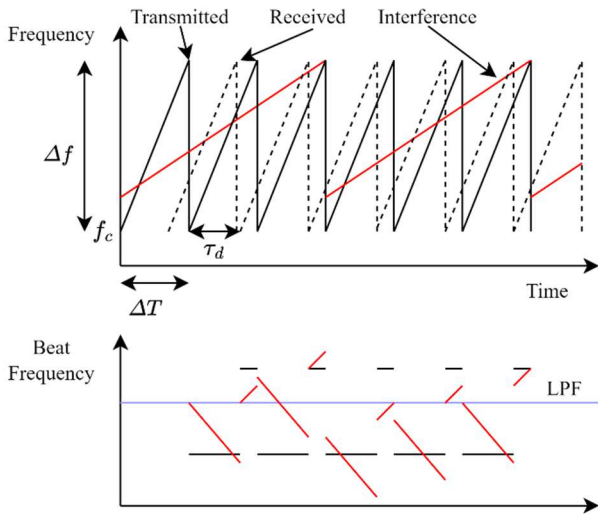 Transmitted Received Interference
Frequency
Δf
f_c
τ_d
ΔT
Time
Beat
Frequency
LPF